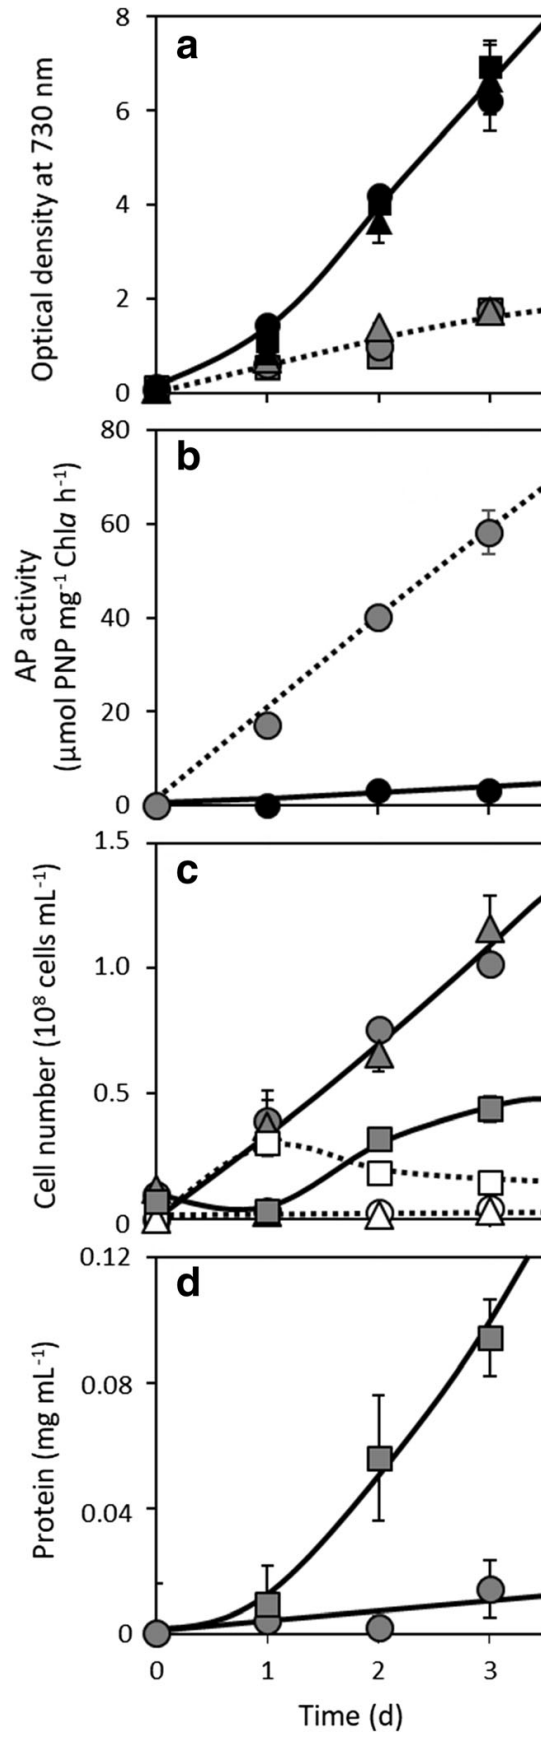 a
8
6
4
2
0
Optical density at 730 nm
b
80
60
40
20
0
AP activity
(μmol PNP mg⁻¹ Chla h⁻¹)
c
1.5
1.0
0.5
0
Cell number (10⁸ cells mL⁻¹)
d
0.12
0.08
0.04
0
Protein (mg mL⁻¹)
0 1 2 3
Time (d)